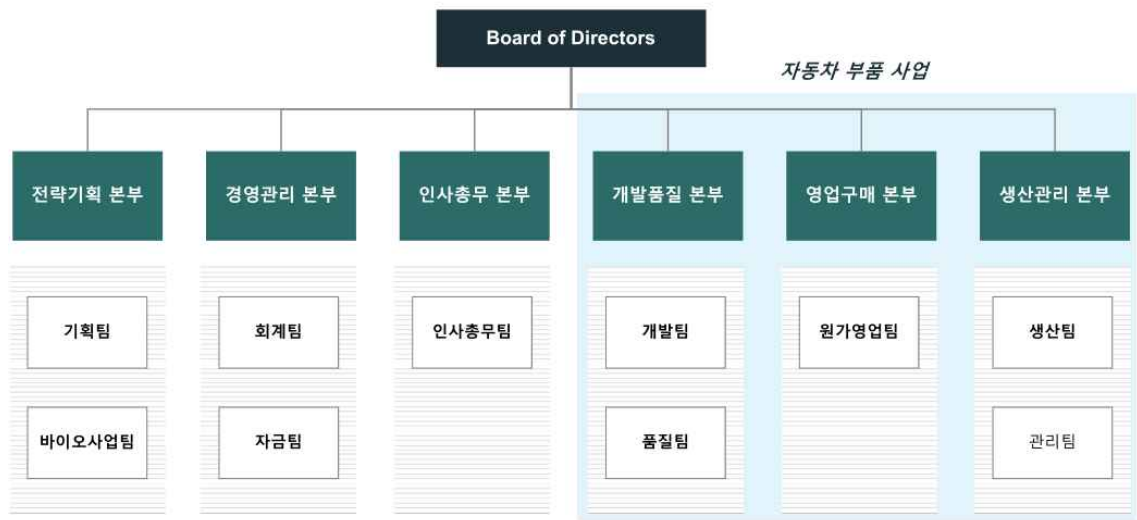 Board of Directors
자동차 부품 사업
전략기획 본부
경영관리 본부
인사총무 본부
개발품질 본부
영업구매 본부
생산관리 본부
기획팀
회계팀
인사총무팀
개발팀
원가영업팀
생산팀
바이오사업팀
자금팀
품질팀
관리팀